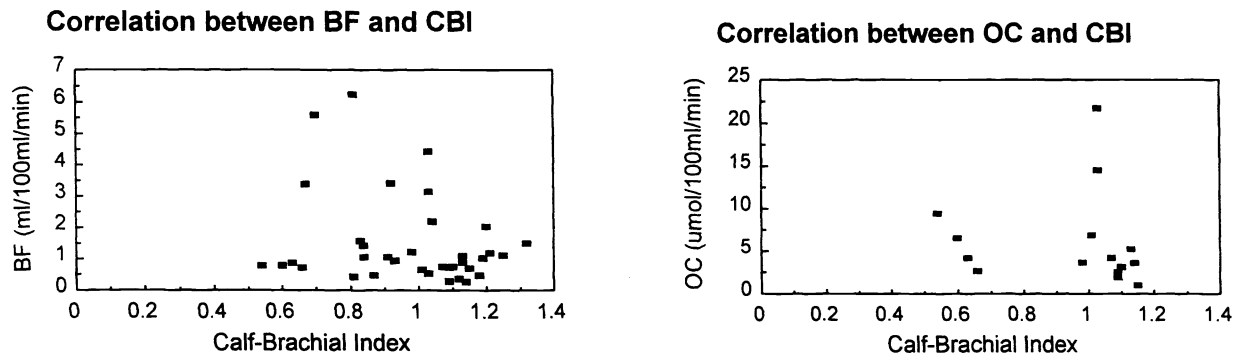 Correlation between BF and CBI
BF (ml/100ml/min)
7
6
5
4
3
2
1
0
0 0.2 0.4 0.6 0.8 1 1.2 1.4
Calf-Brachial Index
Correlation between OC and CBI
OC (umol/100ml/min)
25
20
15
10
5
0
0 0.2 0.4 0.6 0.8 1 1.2 1.4
Calf-Brachial Index